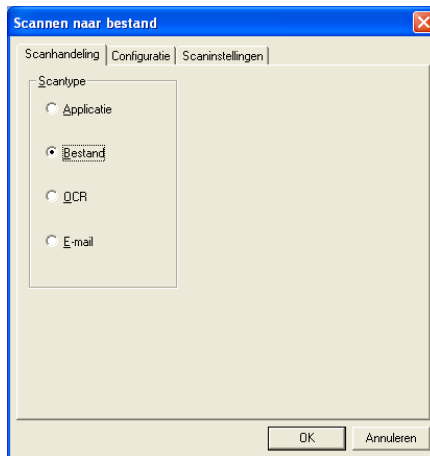 Scannen naar bestand
Scanhandeling Configuratie Scaninstellingen
Scantype
Applicatie
Bestand
OCR
E-mail
OK Annuleren